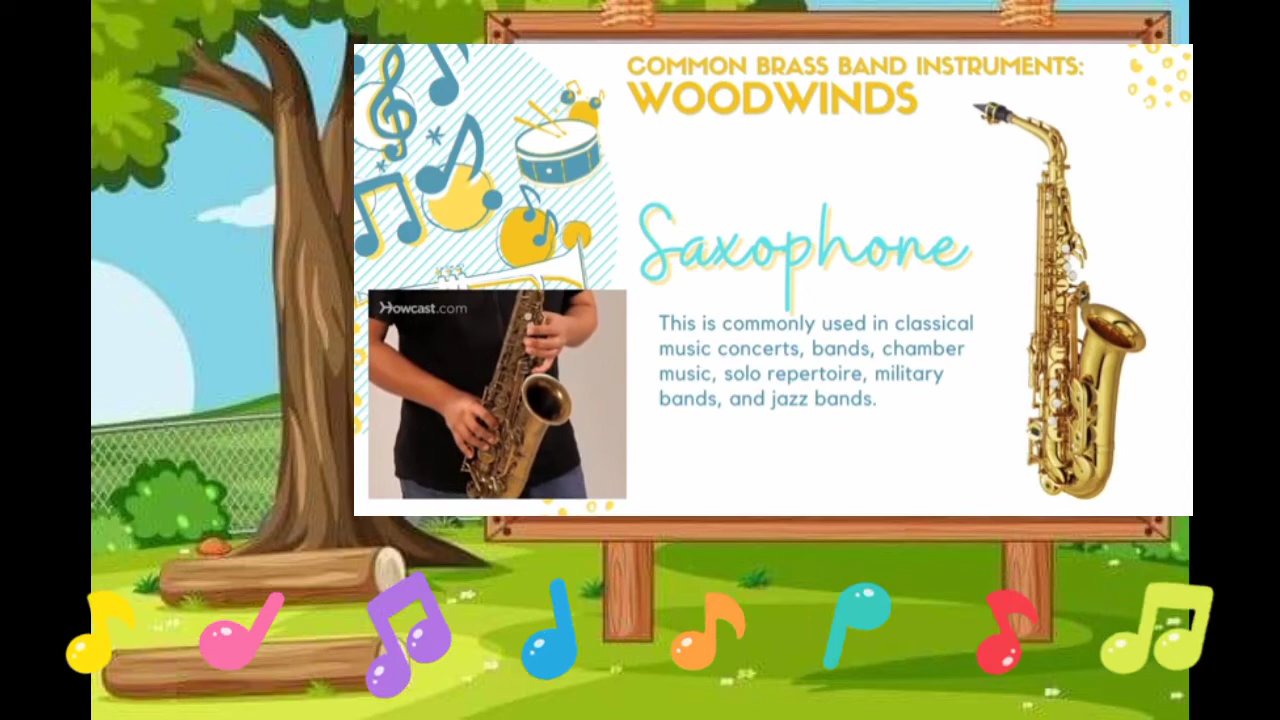 COMMON BRASS BAND INSTRUMENTS:
WOODWINDS
Saxophone
Howcast.com
This is commonly used in classical
music concerts, bands, chamber
music, solo repertoire, military
bands, and jazz bands.